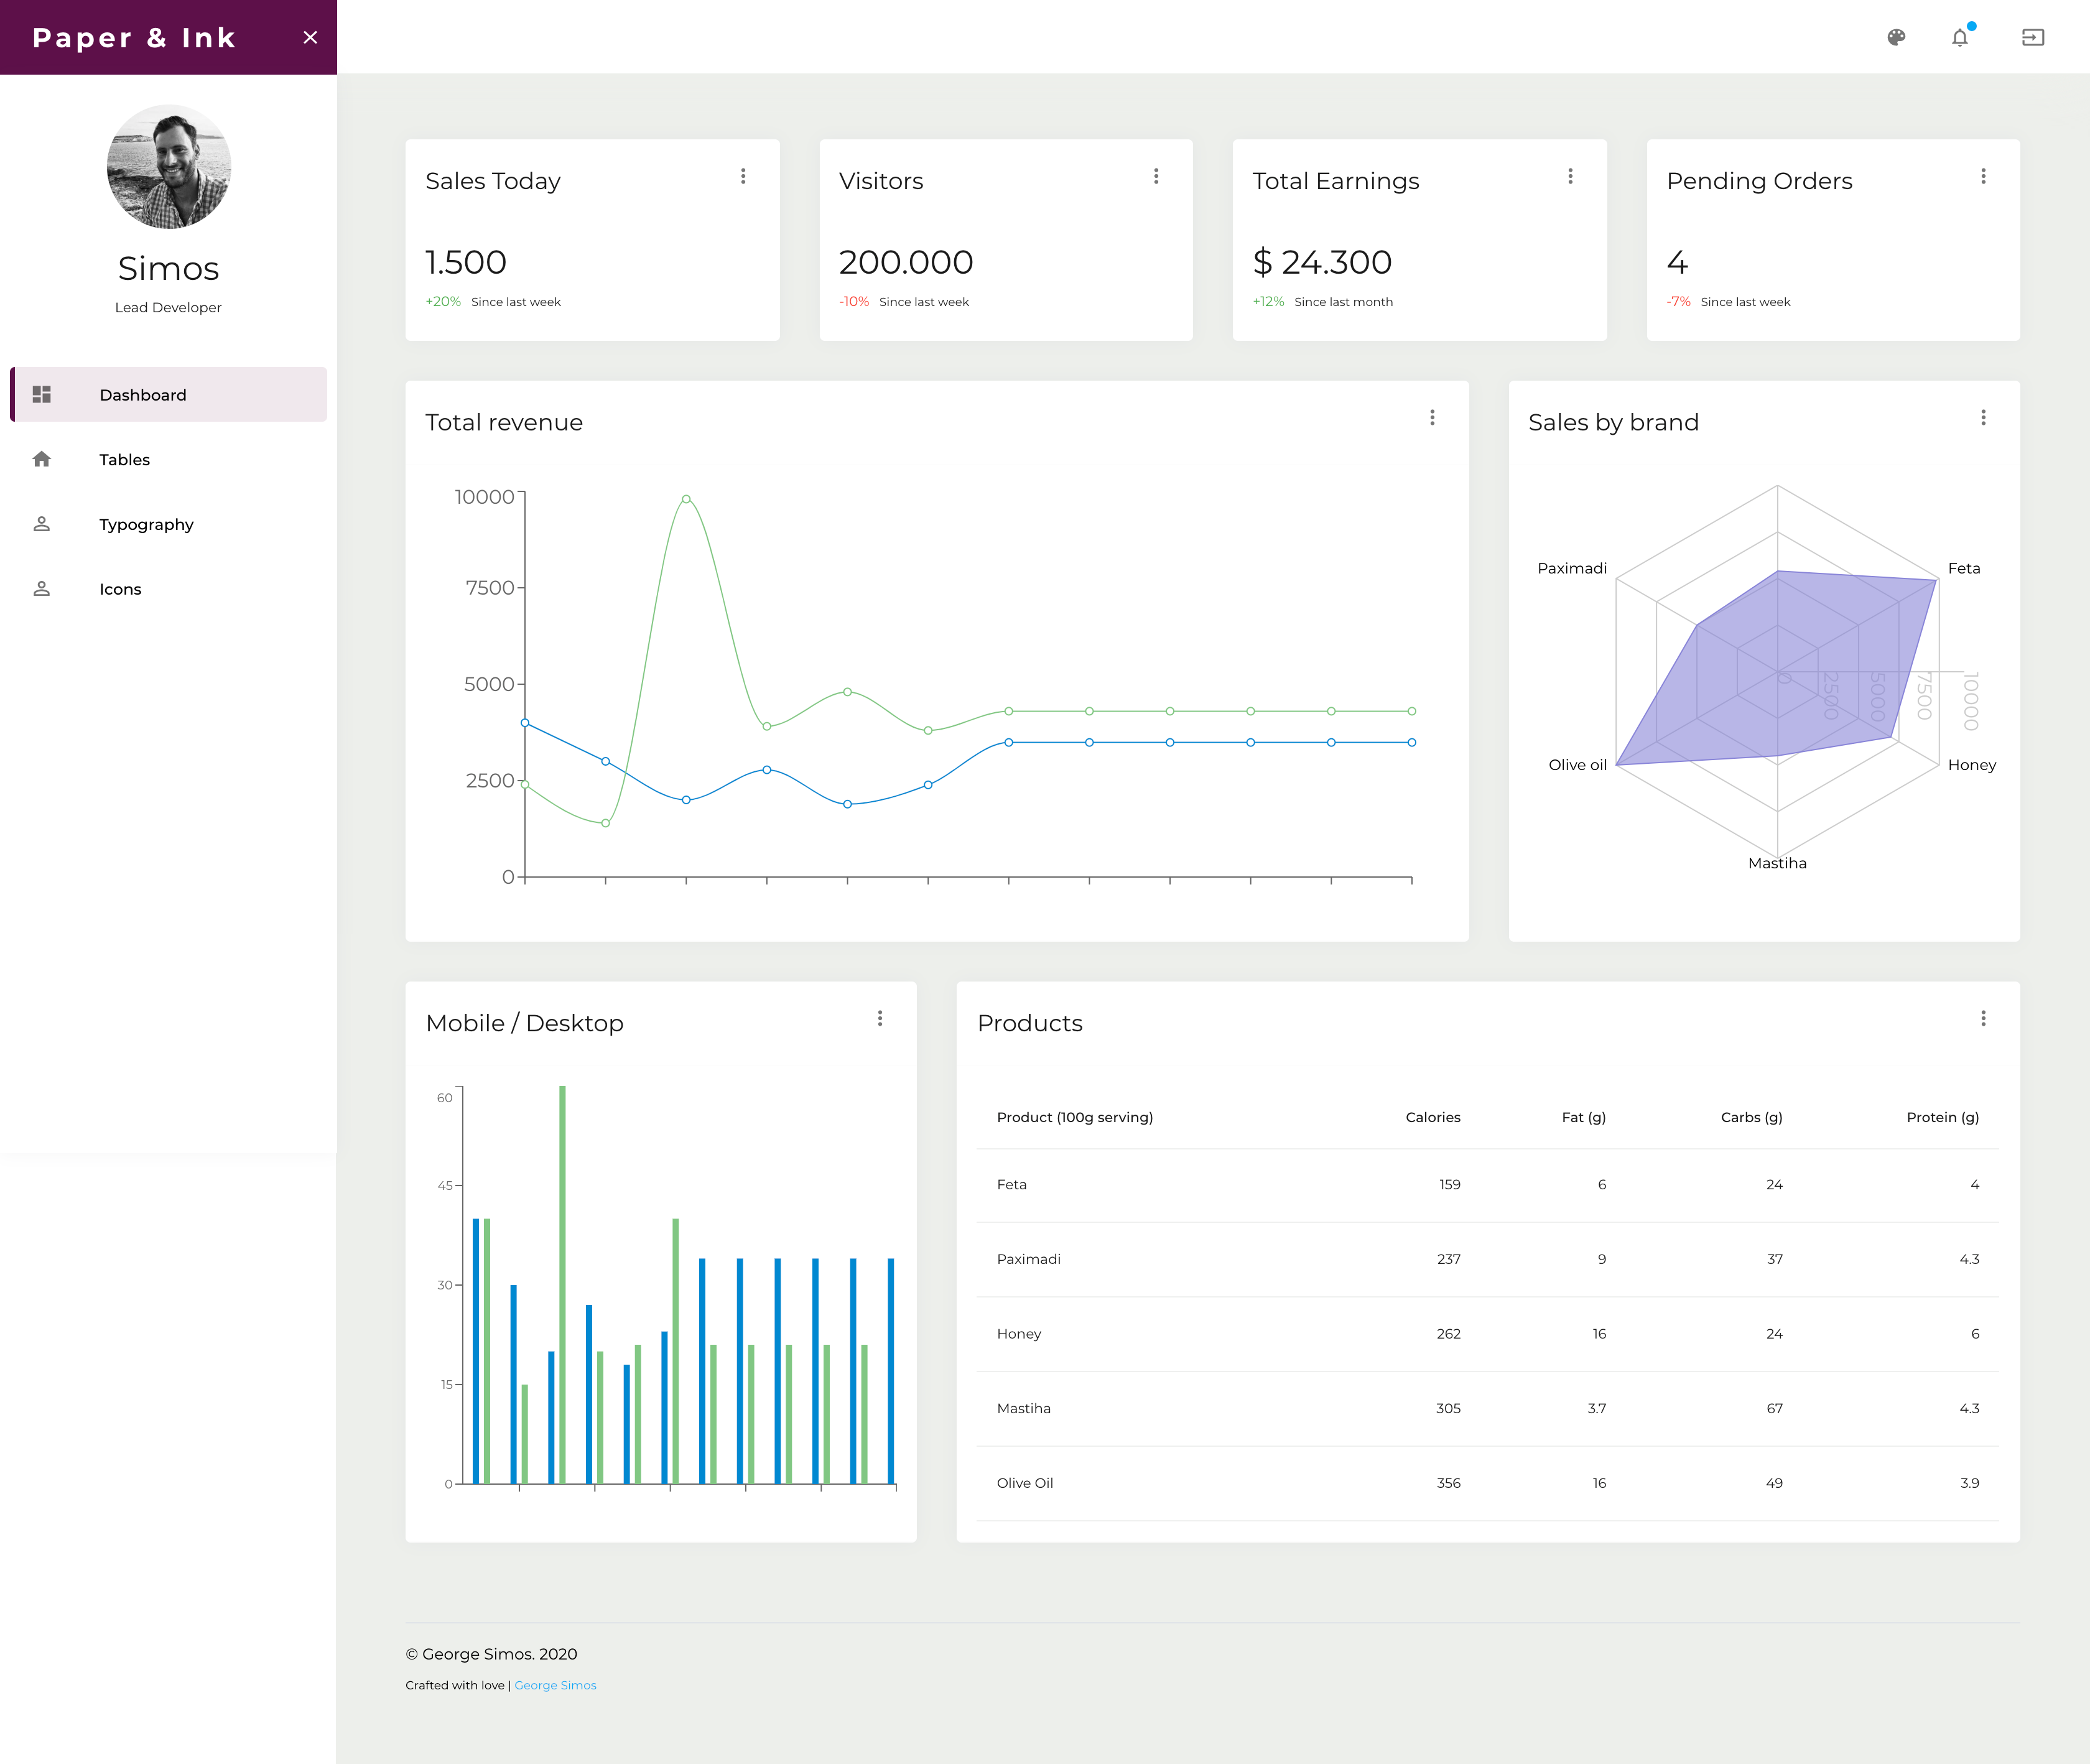 Paper & Ink
Simos
Lead Developer
Dashboard
Tables
Typography
Icons
Sales Today
1.500
+20% Since last week
Visitors
200.000
-10% Since last week
Total Earnings
$ 24.300
+12% Since last month
Pending Orders
4
-7% Since last week
Total revenue
10000
7500
5000
2500
0
Sales by brand
Paximadi
Feta
Olive oil
Honey
Mastiha
0
2500
5000
7500
10000
Mobile / Desktop
60
45
30
15
0
Products
Product (100g serving) Calories Fat (g) Carbs (g) Protein (g)
Feta 159 6 24 4
Paximadi 237 9 37 4.3
Honey 262 16 24 6
Mastiha 305 3.7 67 4.3
Olive Oil 356 16 49 3.9
© George Simos. 2020
Crafted with love | George Simos